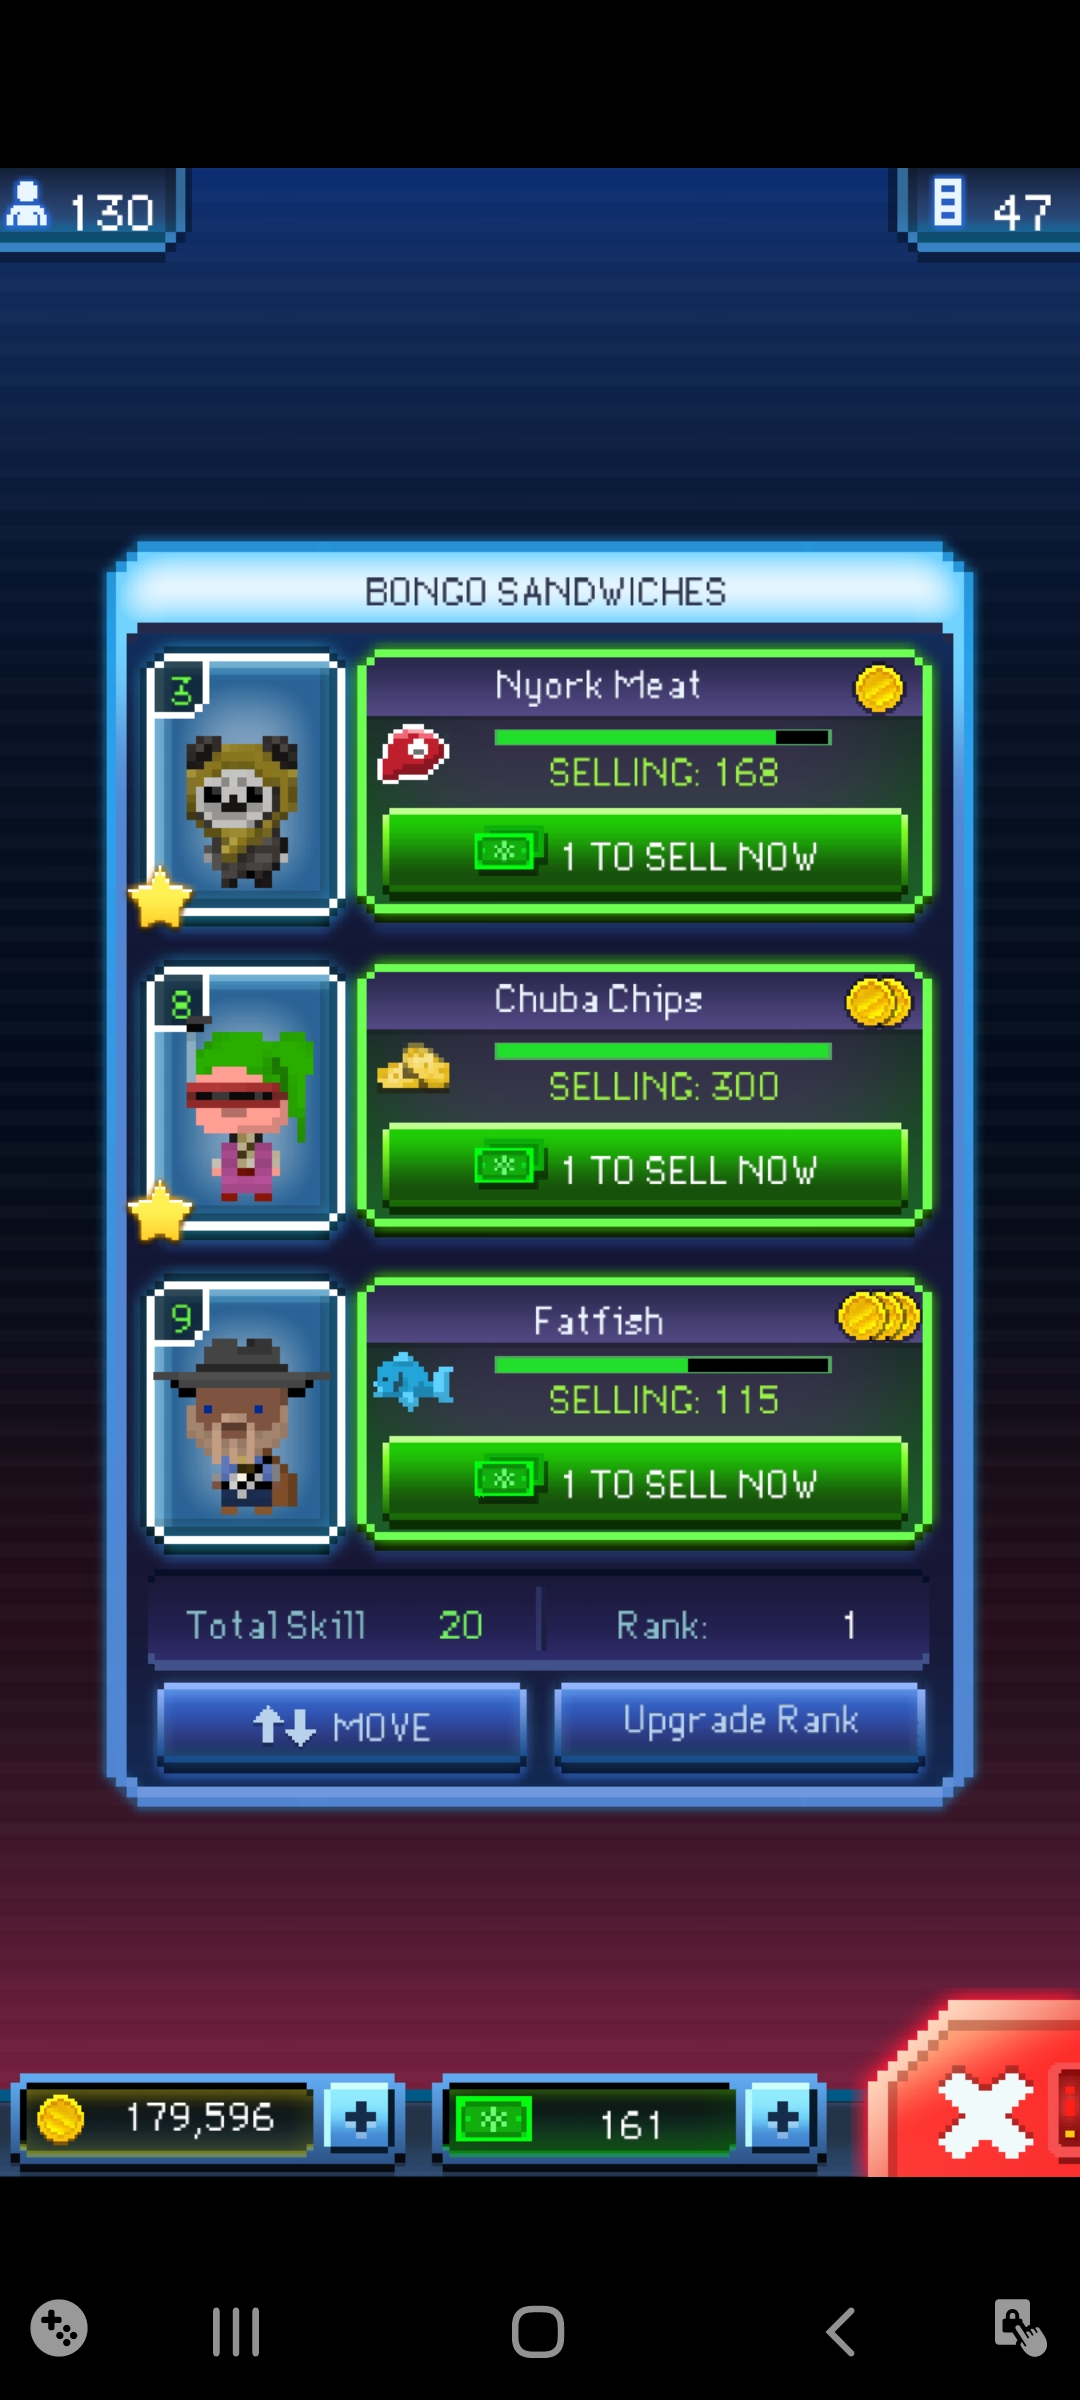 130
47
BONGO SANDWICHES
3
Nyork Meat
SELLING: 168
1 TO SELL NOW
8
Chuba Chips
SELLING: 300
1 TO SELL NOW
9
Fatfish
SELLING: 115
1 TO SELL NOW
Total Skill 20
Rank: 1
MOVE
Upgrade Rank
179,596
161